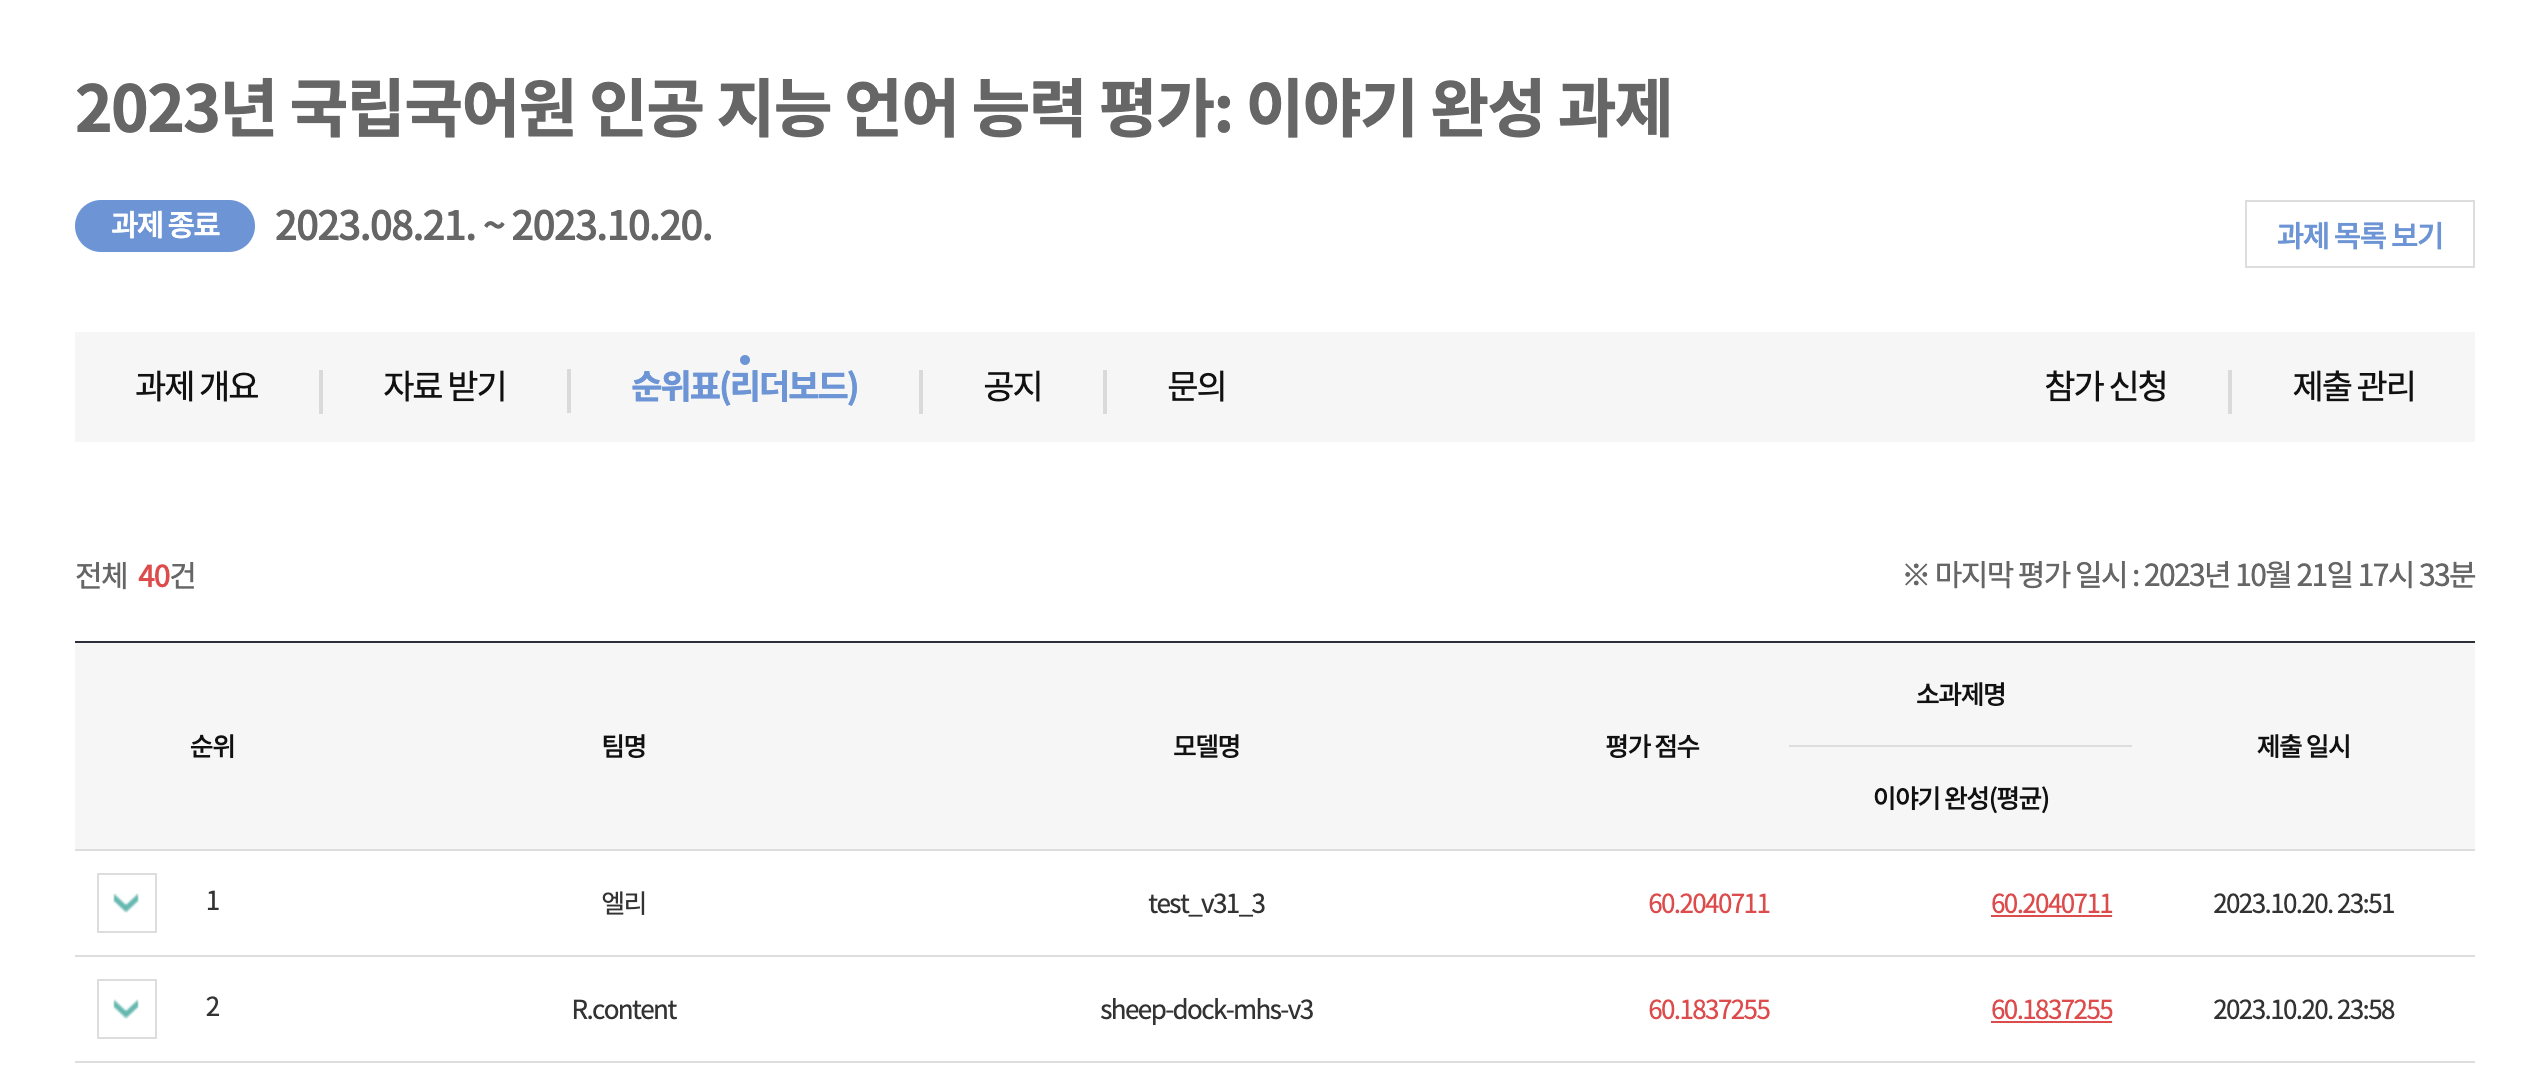 2023년 국립국어원 인공 지능 언어 능력 평가: 이야기 완성 과제
과제 종료 2023.08.21. ~ 2023.10.20.
과제 목록 보기
과제 개요 자료 받기 순위표(리더보드) 공지 문의 참가 신청 제출 관리
전체 40건 ※ 마지막 평가 일시 : 2023년 10월 21일 17시 33분
순위 팀명 모델명 평가 점수 소과제명 제출 일시
이야기 완성(평균)
1 엘리 test_v31_3 60.2040711 60.2040711 2023.10.20. 23:51
2 R.content sheep-dock-mhs-v3 60.1837255 60.1837255 2023.10.20. 23:58